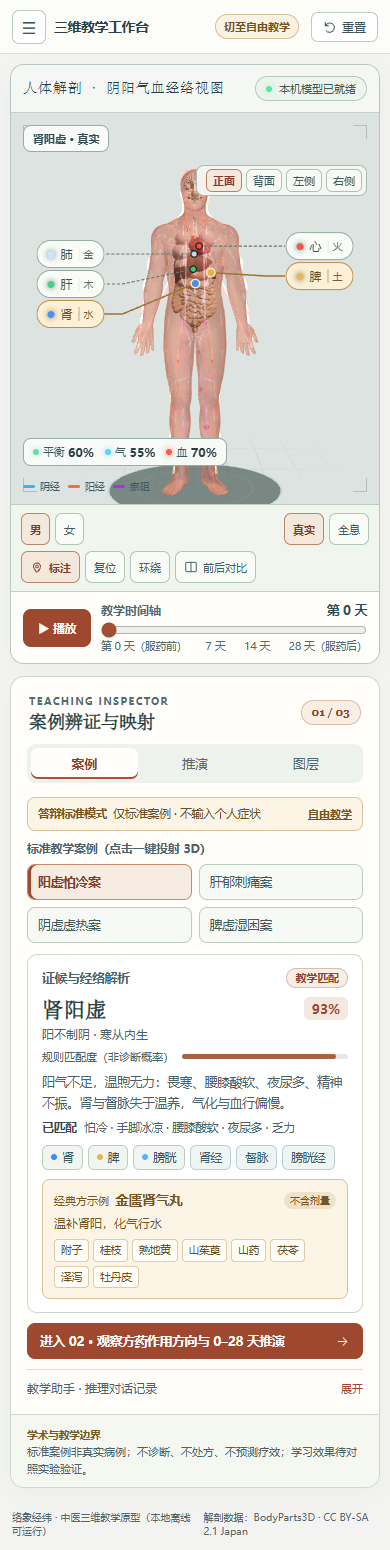 三维教学工作台
切至自由教学
重置
人体解剖 · 阴阳气血经络视图
本机模型已就绪
肾阳虚 • 真实
正面 背面 左侧 右侧
肺 金
心 火
肝 木
脾 土
肾 水
平衡 60% 气 55% 血 70%
阴经 阳经 瘀阻
男 女 真实 全息
标注 复位 环绕 前后对比
播放
教学时间轴 第 0 天
第 0 天（服药前） 7 天 14 天 28 天（服药后）
TEACHING INSPECTOR
案例辨证与映射
01 / 03
案例 推演 图层
答辩标准模式 仅标准案例 · 不输入个人症状 自由教学
标准教学案例（点击一键投射 3D）
阳虚怕冷案 肝郁刺痛案
阴虚虚热案 脾虚湿困案
证候与经络解析 教学匹配
肾阳虚 93%
阳不制阴 · 寒从内生
规则匹配度（非诊断概率）
阳气不足，温煦无力：畏寒、腰膝酸软、夜尿多、精神
不振。肾与督脉失于温养，气化与血行偏慢。
已匹配 怕冷 · 手脚冰凉 · 腰膝酸软 · 夜尿多 · 乏力
肾 脾 膀胱 肾经 督脉 膀胱经
经典方示例 金匮肾气丸 不含剂量
温补肾阳，化气行水
附子 桂枝 熟地黄 山茱萸 山药 茯苓
泽泻 牡丹皮
进入 02 • 观察方药作用方向与 0–28 天推演 →
教学助手 · 推理对话记录 展开
学术与教学边界
标准案例非真实病例；不诊断、不处方、不预测疗效；学习效果待对
照实验验证。
洛象经纬 · 中医三维教学原型（本地离线
可运行）
解剖数据：BodyParts3D · CC BY-SA
2.1 Japan